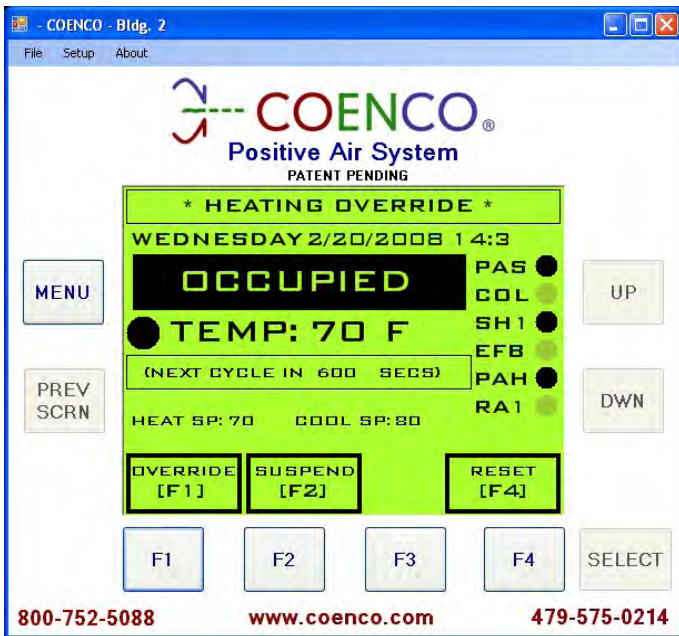 - COENCO - Bldg. 2
File Setup About
COENCO®
Positive Air System
PATENT PENDING
* HEATING OVERRIDE *
WEDNESDAY 2/20/2008 14:3
OCCUPIED
TEMP: 70 F
(NEXT CYCLE IN 600 SECS)
HEAT SP: 70 COOL SP: 80
PAS
COL
SH1
EFB
PAH
RA1
OVERRIDE
[F1]
SUSPEND
[F2]
RESET
[F4]
MENU
PREV
SCRN
UP
DWN
F1 F2 F3 F4 SELECT
800-752-5088 www.coenco.com 479-575-0214